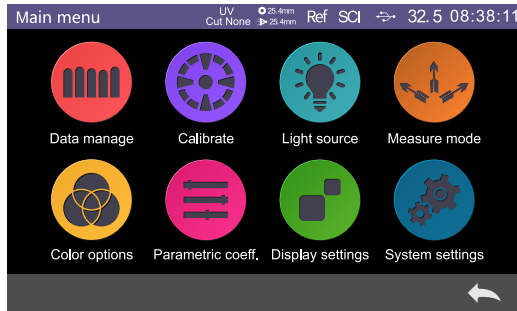 Main menu UV Cut None 25.4mm 25.4mm Ref SCI 32.5 08:38:11
Data manage Calibrate Light source Measure mode
Color options Parametric coeff. Display settings System settings